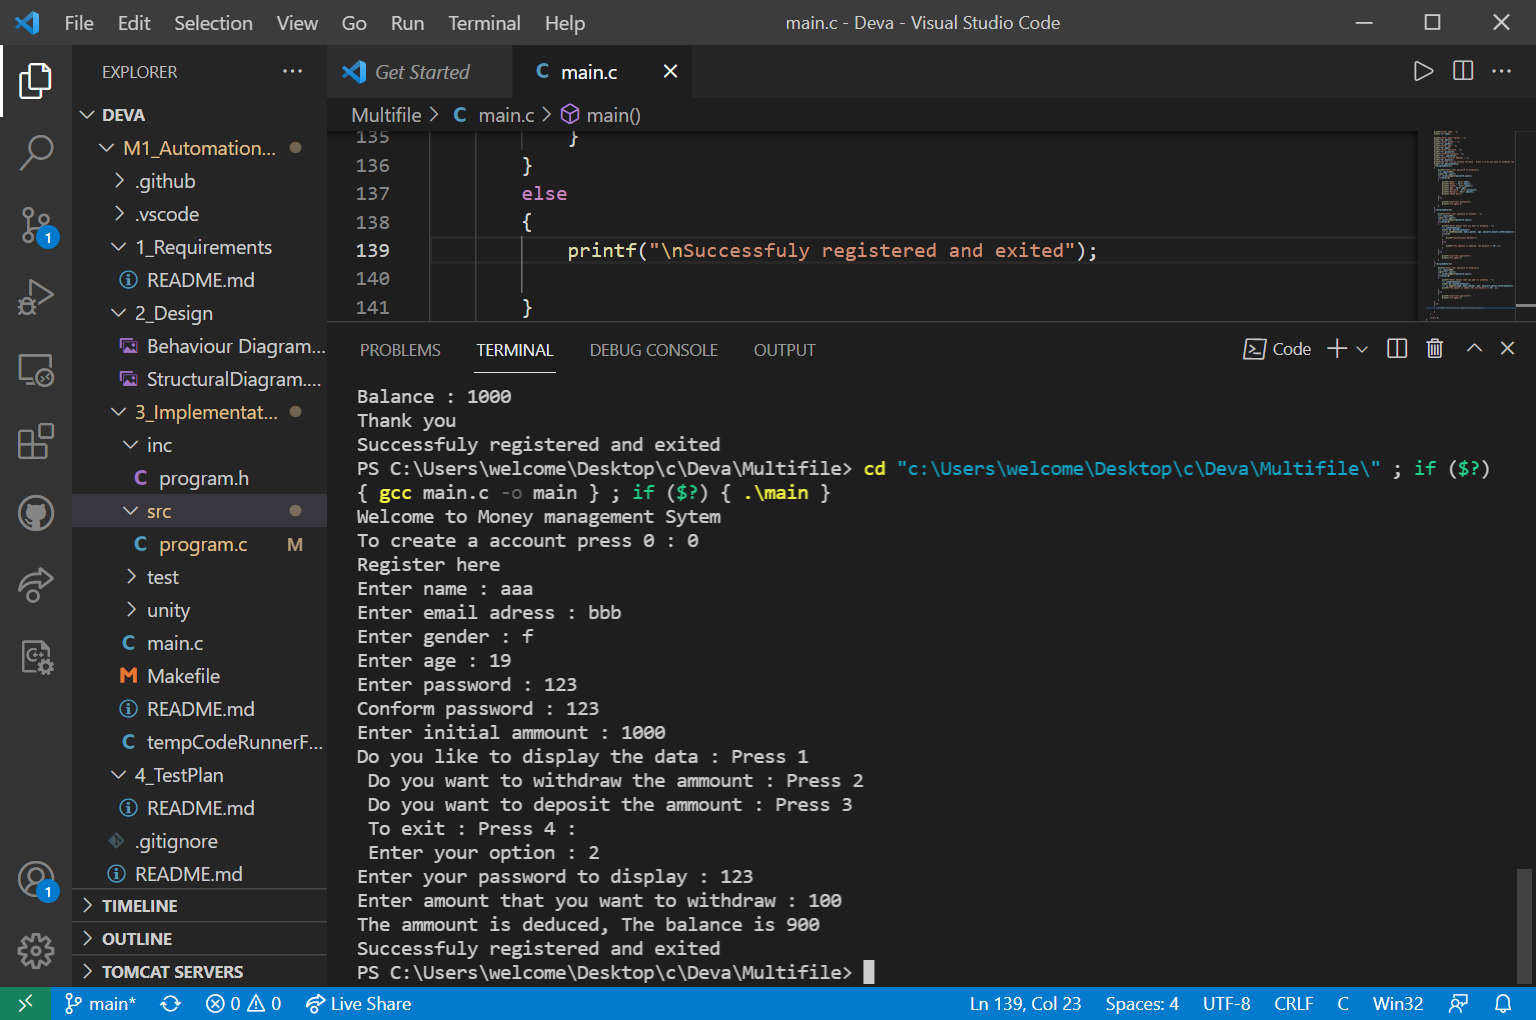 File Edit Selection View Go Run Terminal Help main.c - Deva - Visual Studio Code
EXPLORER
Get Started
C main.c
DEVA
Multifile > C main.c > main()
M1_Automation...
.github
.vscode
1_Requirements
README.md
2_Design
Behaviour Diagram...
StructuralDiagram....
3_Implementat...
inc
C program.h
src
C program.c M
test
unity
C main.c
M Makefile
README.md
C tempCodeRunnerF...
4_TestPlan
README.md
.gitignore
README.md
TIMELINE
OUTLINE
TOMCAT SERVERS
1
1
135 }
136 }
137 else
138 {
139 printf("\nSuccessfuly registered and exited");
140
141 }
PROBLEMS TERMINAL DEBUG CONSOLE OUTPUT Code
Balance : 1000
Thank you
Successfuly registered and exited
PS C:\Users\welcome\Desktop\c\Deva\Multifile> cd "c:\Users\welcome\Desktop\c\Deva\Multifile\" ; if ($?)
{ gcc main.c -o main } ; if ($?) { .\main }
Welcome to Money management Sytem
To create a account press 0 : 0
Register here
Enter name : aaa
Enter email adress : bbb
Enter gender : f
Enter age : 19
Enter password : 123
Conform password : 123
Enter initial ammount : 1000
Do you like to display the data : Press 1
Do you want to withdraw the ammount : Press 2
Do you want to deposit the ammount : Press 3
To exit : Press 4 :
Enter your option : 2
Enter your password to display : 123
Enter amount that you want to withdraw : 100
The ammount is deduced, The balance is 900
Successfuly registered and exited
PS C:\Users\welcome\Desktop\c\Deva\Multifile>
main* 0 0 Live Share Ln 139, Col 23 Spaces: 4 UTF-8 CRLF C Win32